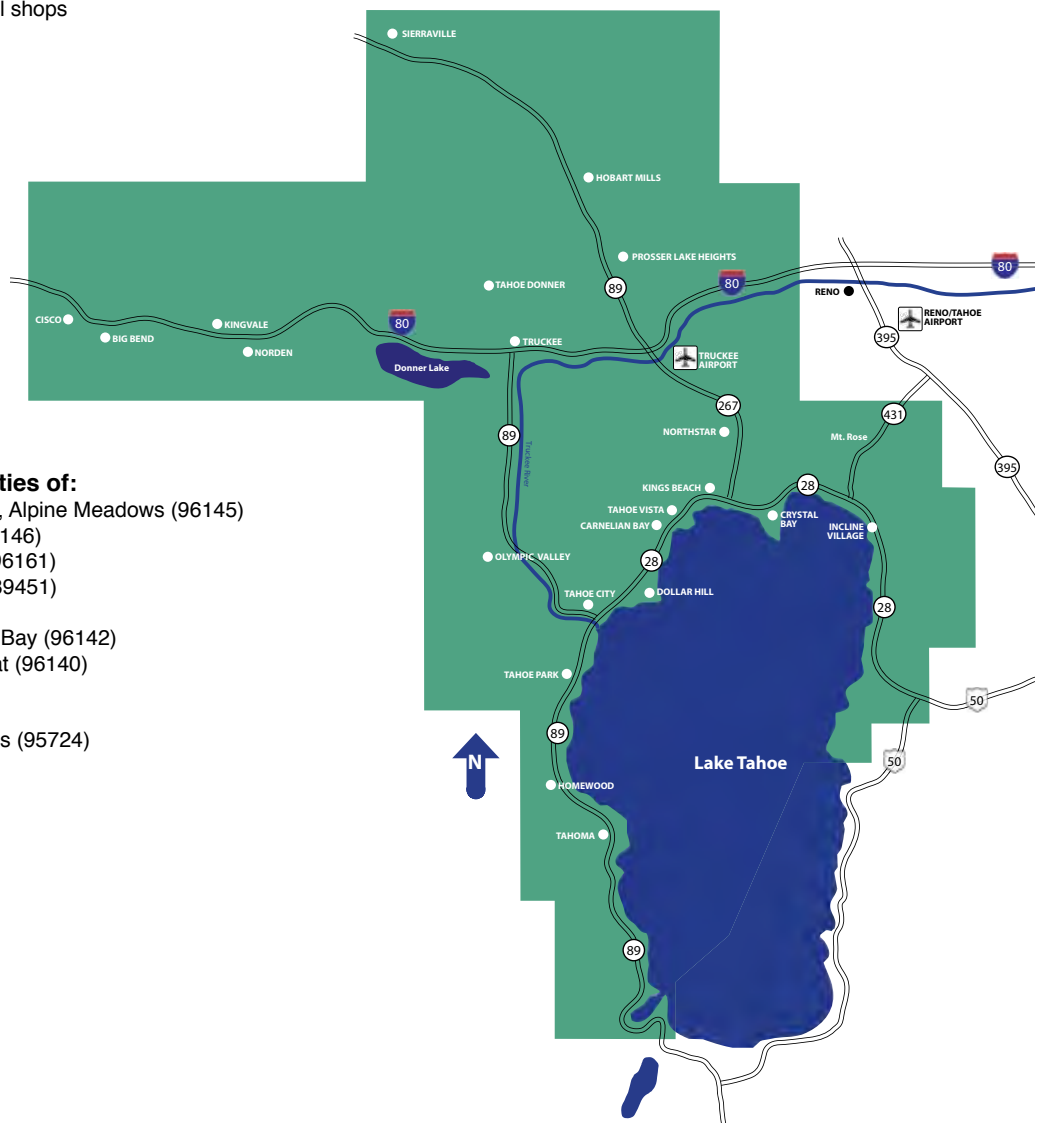 l shops
SIERRAVILLE
HOBART MILLS
PROSSER LAKE HEIGHTS
TAHOE DONNER
89
80
80
RENO
RENO/TAHOE
AIRPORT
CISCO
BIG BEND
KINGVALE
NORDEN
80
TRUCKEE
Donner Lake
TRUCKEE
AIRPORT
395
267
431
89
NORTHSTAR
Mt. Rose
Truckee River
395
ties of:
, Alpine Meadows (96145)
146)
96161)
89451)
Bay (96142)
at (96140)
s (95724)
KINGS BEACH
28
TAHOE VISTA
CARNELIAN BAY
CRYSTAL
BAY
INCLINE
VILLAGE
OLYMPIC VALLEY
28
TAHOE CITY
DOLLAR HILL
28
TAHOE PARK
50
89
N
Lake Tahoe
50
HOMEWOOD
TAHOMA
89